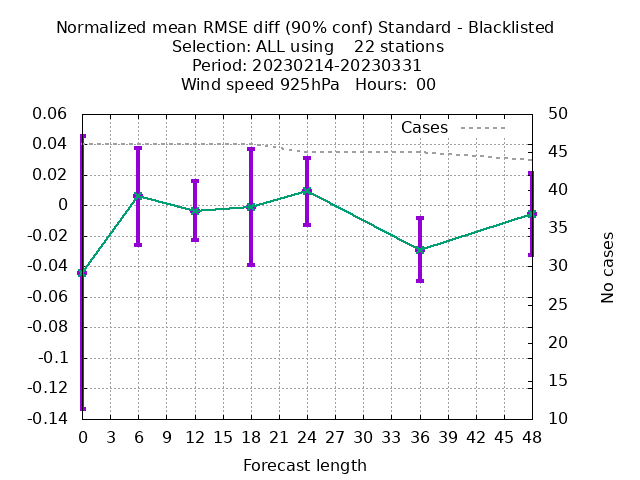 Normalized mean RMSE diff (90% conf) Standard - Blacklisted
Selection: ALL using    22 stations
Period: 20230214-20230331
Wind speed 925hPa   Hours:  00
Cases
0.06
0.04
0.02
0
-0.02
-0.04
-0.06
-0.08
-0.1
-0.12
-0.14
50
45
40
35
30
25
20
15
10
No cases
0 3 6 9 12 15 18 21 24 27 30 33 36 39 42 45 48
Forecast length